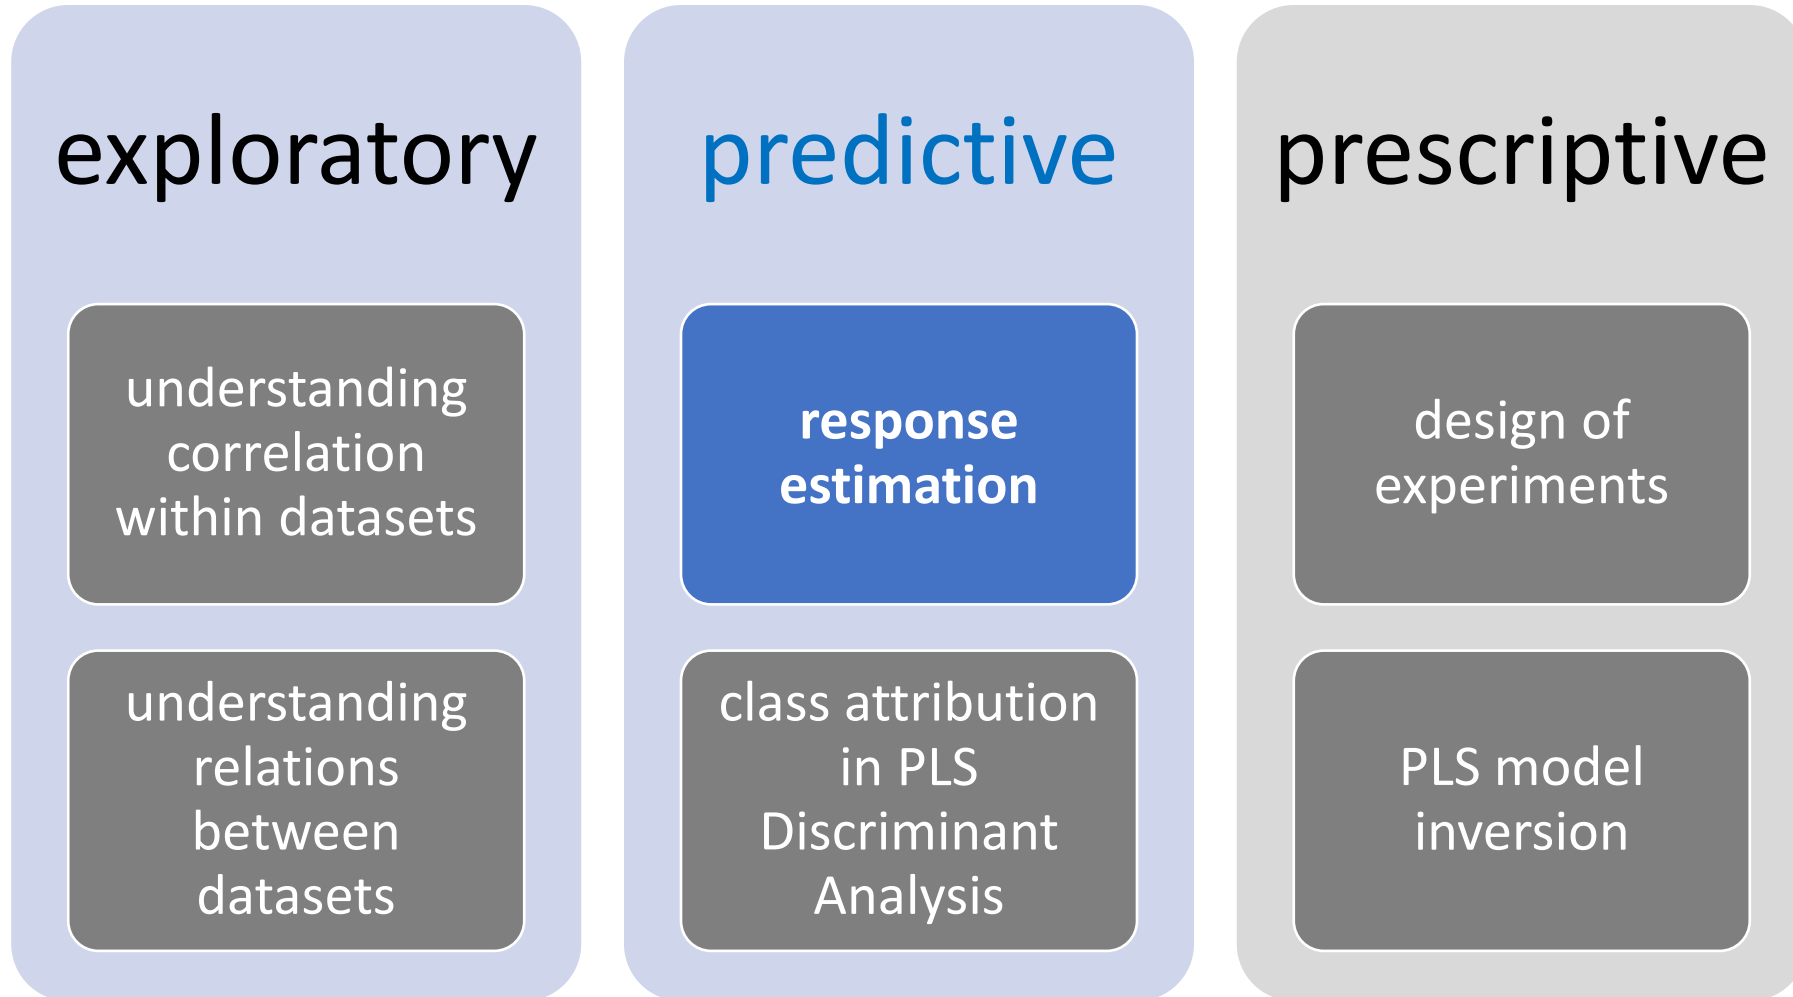 exploratory
understanding
correlation
within datasets
understanding
relations
between
datasets
predictive
response
estimation
class attribution
in PLS
Discriminant
Analysis
prescriptive
design of
experiments
PLS model
inversion